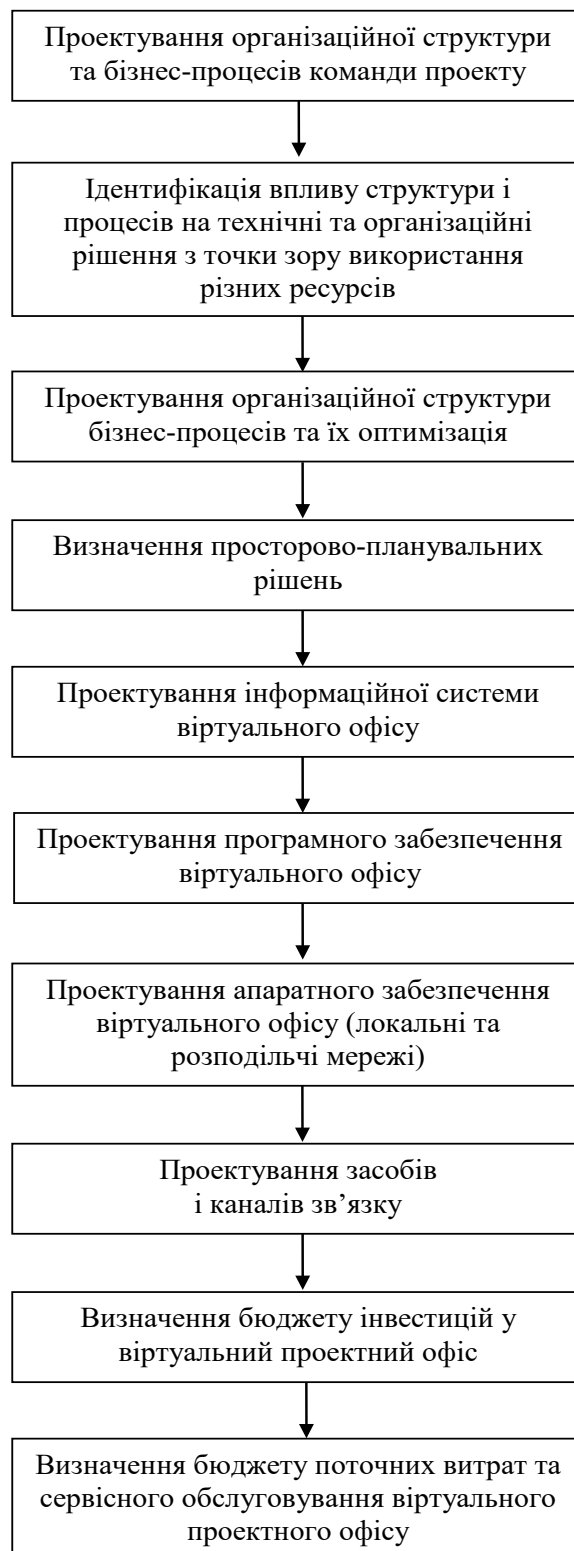 Проектування організаційної структури
та бізнес-процесів команди проекту
Ідентифікація впливу структури і
процесів на технічні та організаційні
рішення з точки зору використання
різних ресурсів
Проектування організаційної структури
бізнес-процесів та їх оптимізація
Визначення просторово-планувальних
рішень
Проектування інформаційної системи
віртуального офісу
Проектування програмного забезпечення
віртуального офісу
Проектування апаратного забезпечення
віртуального офісу (локальні та
розподільчі мережі)
Проектування засобів
і каналів зв’язку
Визначення бюджету інвестицій у
віртуальний проектний офіс
Визначення бюджету поточних витрат та
сервісного обслуговування віртуального
проектного офісу